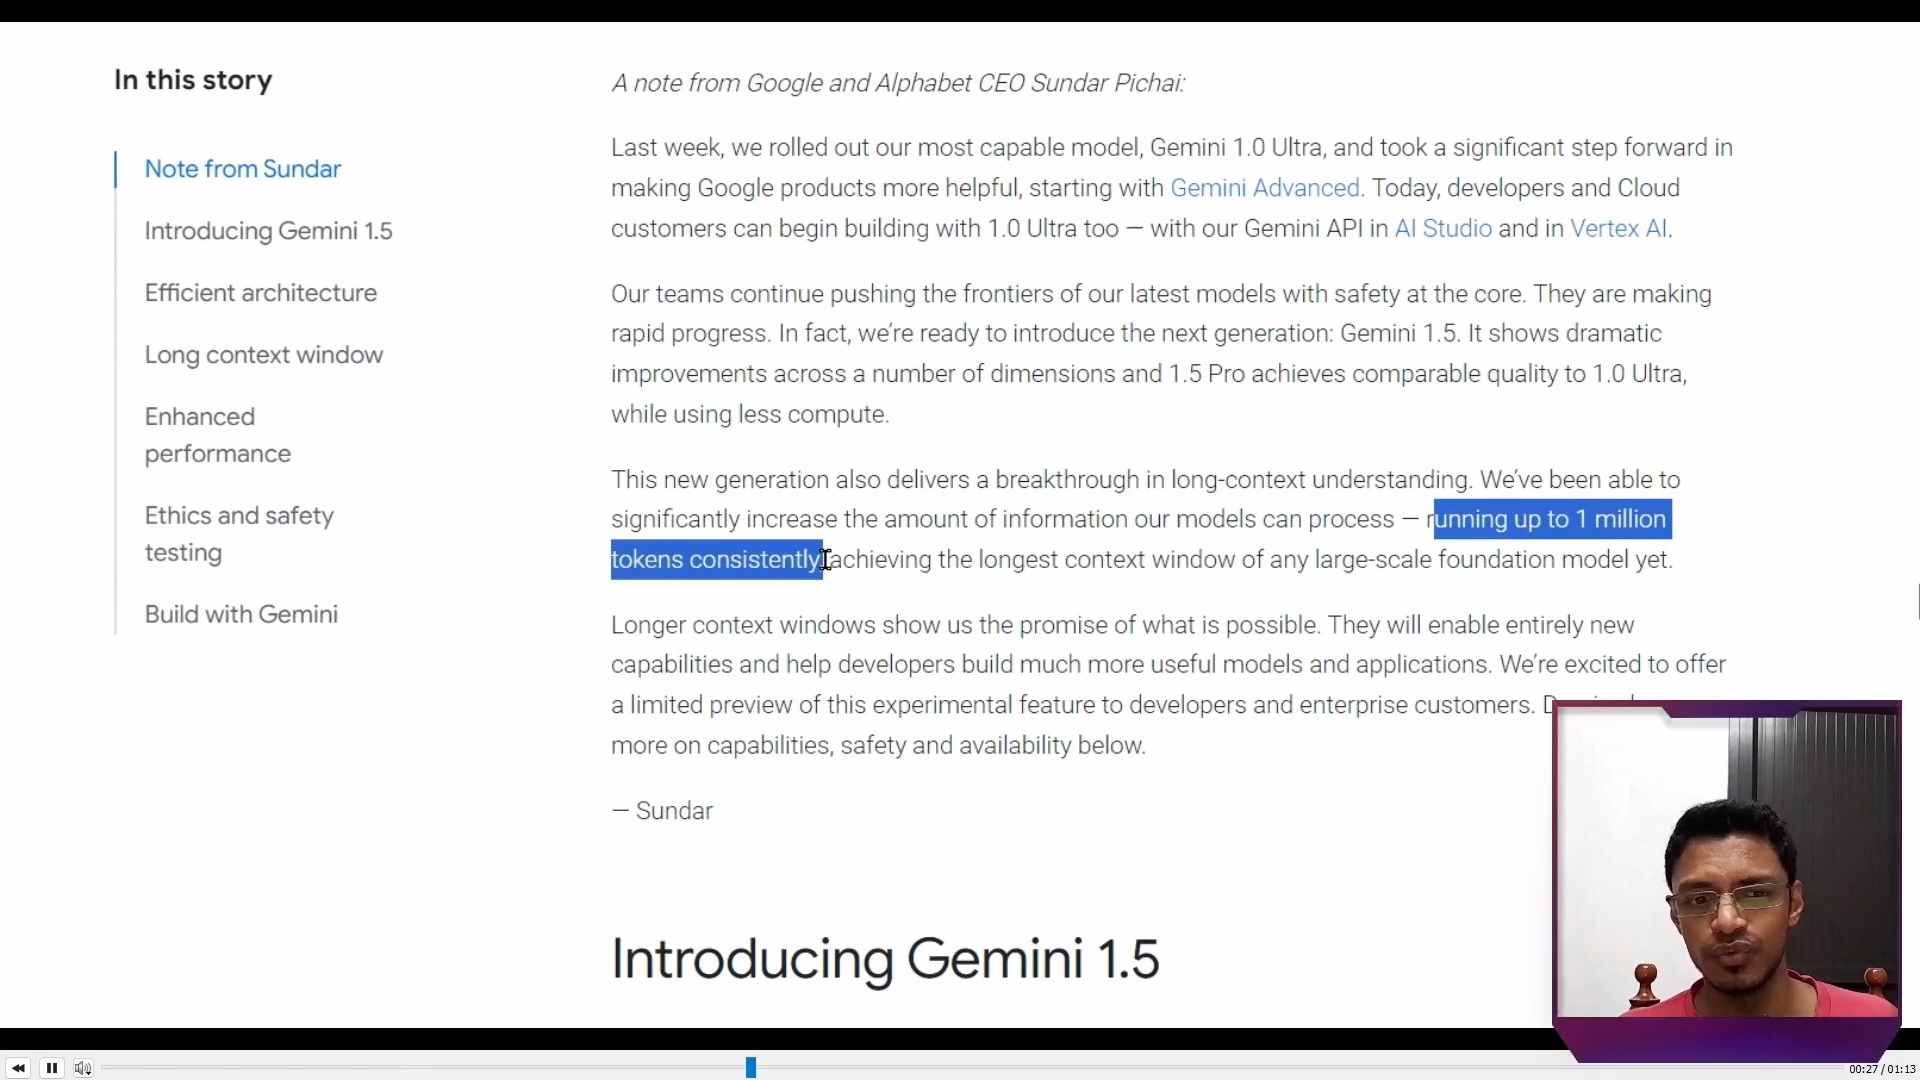 In this story
Note from Sundar
Introducing Gemini 1.5
Efficient architecture
Long context window
Enhanced
performance
Ethics and safety
testing
Build with Gemini
A note from Google and Alphabet CEO Sundar Pichai:
Last week, we rolled out our most capable model, Gemini 1.0 Ultra, and took a significant step forward in
making Google products more helpful, starting with Gemini Advanced. Today, developers and Cloud
customers can begin building with 1.0 Ultra too — with our Gemini API in AI Studio and in Vertex AI.
Our teams continue pushing the frontiers of our latest models with safety at the core. They are making
rapid progress. In fact, we’re ready to introduce the next generation: Gemini 1.5. It shows dramatic
improvements across a number of dimensions and 1.5 Pro achieves comparable quality to 1.0 Ultra,
while using less compute.
This new generation also delivers a breakthrough in long-context understanding. We’ve been able to
significantly increase the amount of information our models can process — running up to 1 million
tokens consistently, achieving the longest context window of any large-scale foundation model yet.
Longer context windows show us the promise of what is possible. They will enable entirely new
capabilities and help developers build much more useful models and applications. We’re excited to offer
a limited preview of this experimental feature to developers and enterprise customers.
more on capabilities, safety and availability below.
— Sundar
Introducing Gemini 1.5
00:27 / 01:13